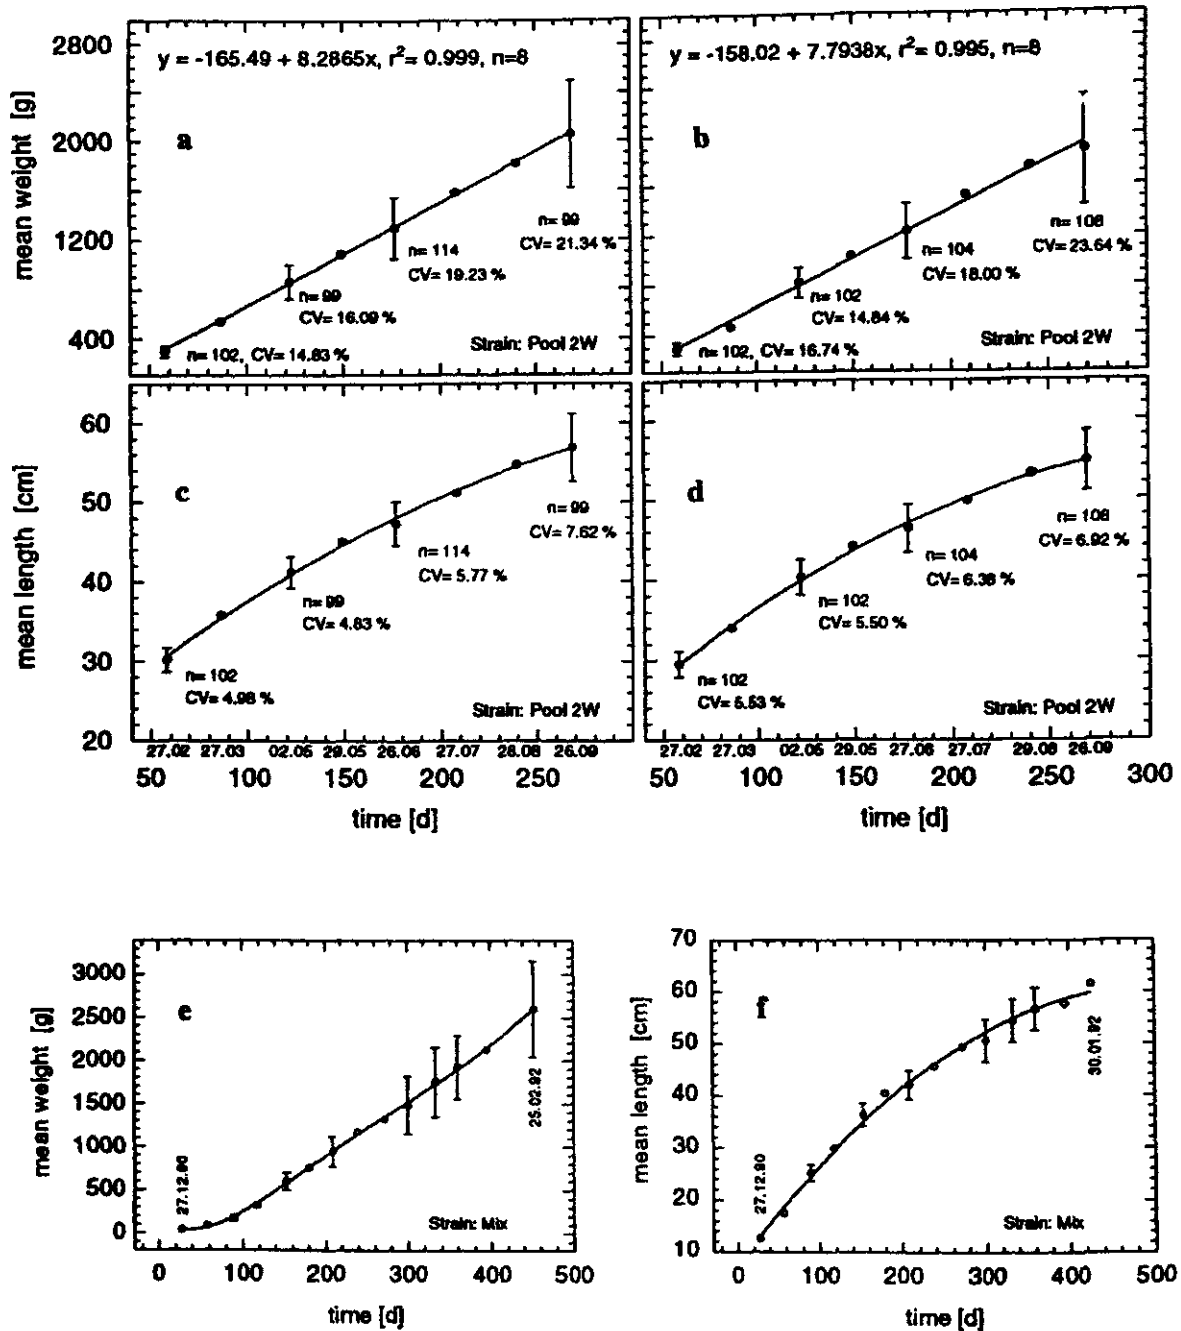 y = -165.49 + 8.2865x, r²= 0.999, n=8
a
mean weight [g]
2800
2000
1200
400
n= 99
CV= 21.34 %
n= 114
CV= 19.23 %
n= 99
CV= 16.09 %
n= 102, CV= 14.83 %
Strain: Pool 2W
y = -158.02 + 7.7938x, r²= 0.995, n=8
b
n= 108
CV= 23.64 %
n= 104
CV= 18.00 %
n= 102
CV= 14.84 %
n= 102, CV= 16.74 %
Strain: Pool 2W
c
mean length [cm]
60
50
40
30
20
n= 99
CV= 7.62 %
n= 114
CV= 5.77 %
n= 99
CV= 4.83 %
n= 102
CV= 4.98 %
Strain: Pool 2W
27.02 27.03 02.06 29.05 26.06 27.07 28.08 26.09
50 100 150 200 250
time [d]
d
n= 108
CV= 6.92 %
n= 104
CV= 6.38 %
n= 102
CV= 5.50 %
n= 102
CV= 5.53 %
Strain: Pool 2W
27.02 27.03 02.06 29.05 27.06 27.07 29.08 26.09
50 100 150 200 250 300
time [d]
e
mean weight [g]
3000
2500
2000
1500
1000
500
0
27.12.90
25.02.92
Strain: Mix
0 100 200 300 400 500
time [d]
f
mean length [cm]
70
60
50
40
30
20
10
27.12.90
30.01.92
Strain: Mix
0 100 200 300 400 500
time [d]